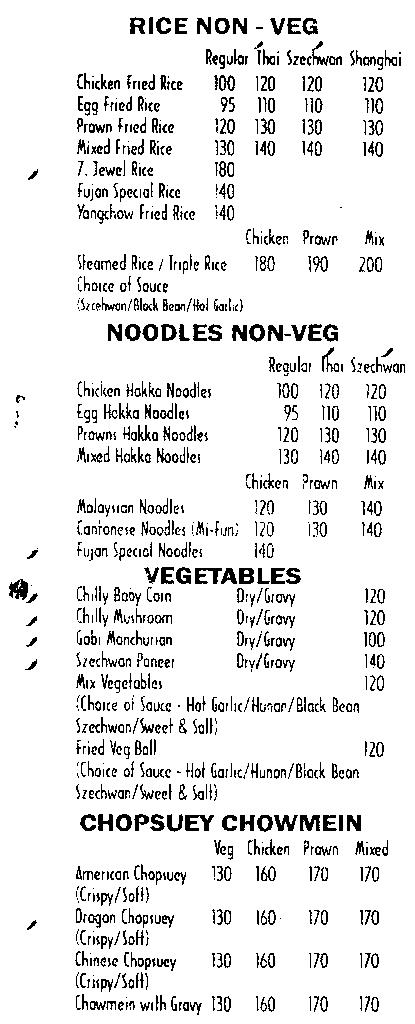 RICE NON - VEG
Regular Thai Szechwan Shanghai
Chicken Fried Rice 100 120 120 120
Egg Fried Rice 95 110 110 110
Prawn Fried Rice 120 130 130 130
Mixed Fried Rice 130 140 140 140
7. Jewel Rice 180
Fujan Special Rice 140
Yangchow Fried Rice 140
Chicken Prawn Mix
Steamed Rice / Triple Rice 180 190 200
Choice of Sauce
(Szcehwan/Black Bean/Hot Garlic)
NOODLES NON-VEG
Regular Thai Szechwan
Chicken Hakka Noodles 100 120 120
Egg Hakka Noodles 95 110 110
Prawns Hakka Noodles 120 130 130
Mixed Hakka Noodles 130 140 140
Chicken Prawn Mix
Malaysian Noodles 120 130 140
Cantonese Noodles (Mi-Fun) 120 130 140
Fujan Special Noodles 140
VEGETABLES
Chilly Baby Corn Dry/Gravy 120
Chilly Mushroom Dry/Gravy 120
Gobi Manchurian Dry/Gravy 100
Szechwan Paneer Dry/Gravy 140
Mix Vegetables 120
(Choice of Sauce - Hot Garlic/Hunan/Black Bean
Szechwan/Sweet & Salt)
Fried Veg Ball 120
(Choice of Sauce - Hot Garlic/Hunan/Black Bean
Szechwan/Sweet & Salt)
CHOPSUEY CHOWMEIN
Veg Chicken Prawn Mixed
American Chopsuey 130 160 170 170
(Crispy/Soft)
Dragon Chopsuey 130 160 170 170
(Crispy/Soft)
Chinese Chopsuey 130 160 170 170
(Crispy/Soft)
Chowmein with Gravy 130 160 170 170